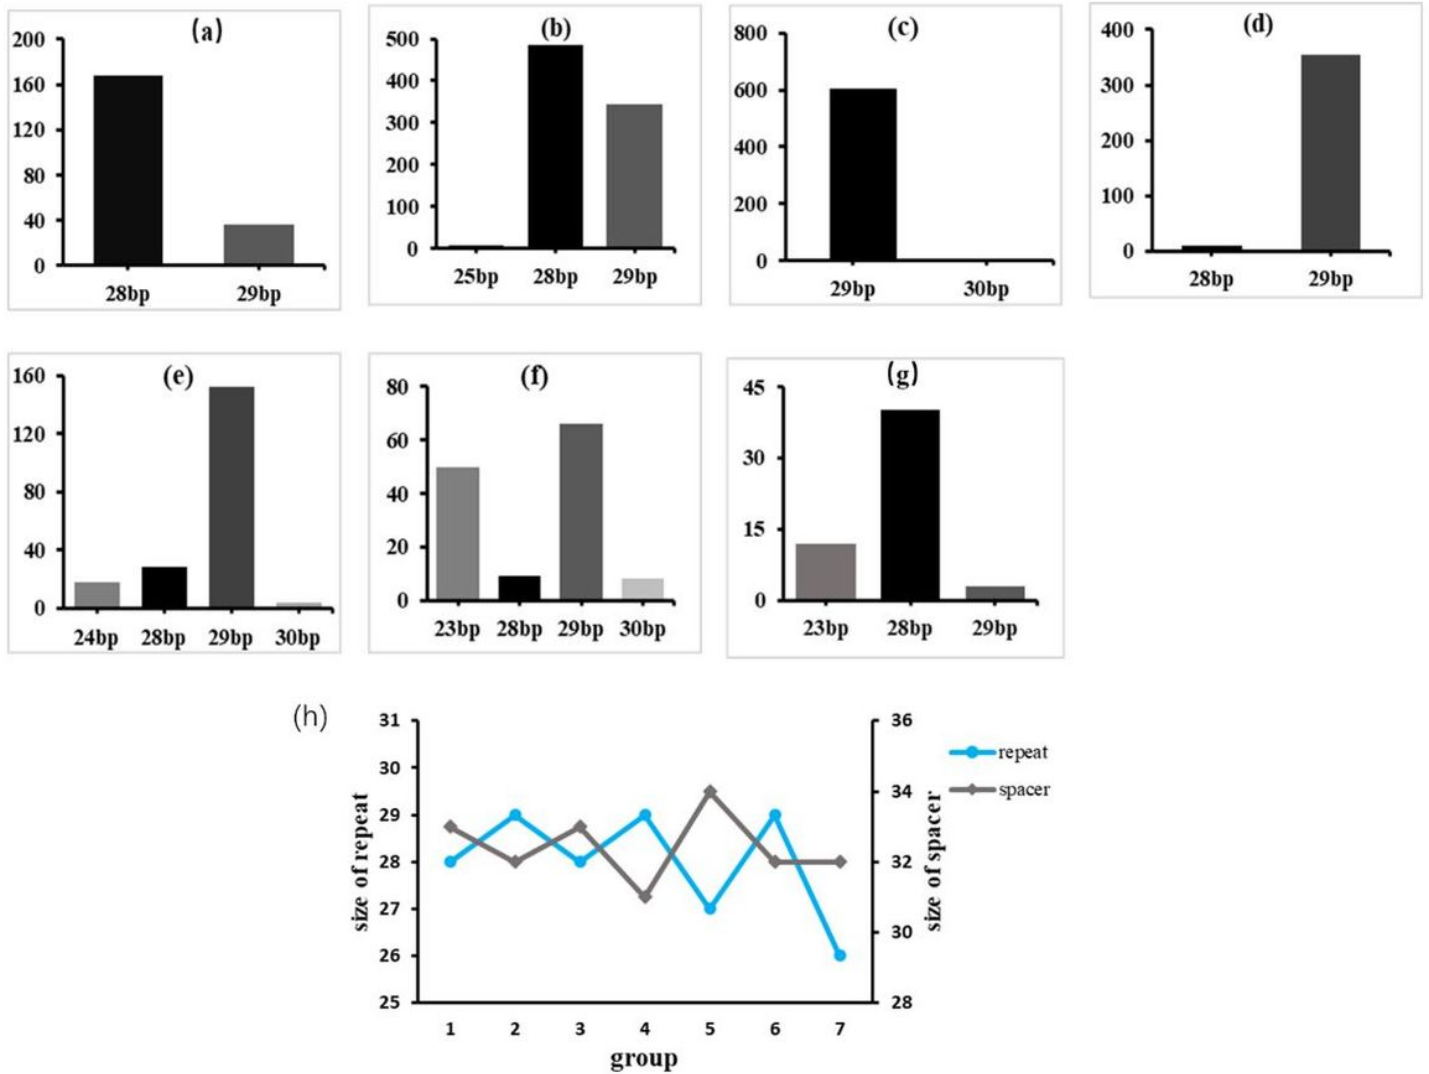 (a)
200
160
120
80
40
0
28bp 29bp
(b)
500
400
300
200
100
0
25bp 28bp 29bp
(c)
800
600
400
200
0
29bp 30bp
(d)
400
300
200
100
0
28bp 29bp
(e)
160
120
80
40
0
24bp 28bp 29bp 30bp
(f)
80
60
40
20
0
23bp 28bp 29bp 30bp
(g)
45
30
15
0
23bp 28bp 29bp
(h)
size of repeat
31
30
29
28
27
26
25
1 2 3 4 5 6 7
group
36
34
32
30
28
size of spacer
repeat
spacer